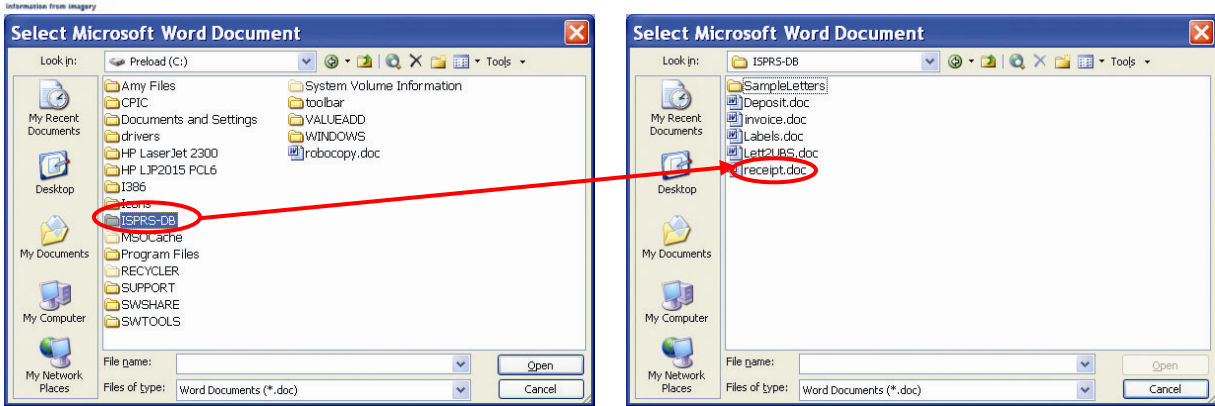 information from imagery
Select Microsoft Word Document
Look in:
Preload (C:)
Tools
My Recent
Documents
Desktop
My Documents
My Computer
My Network
Places
Amy Files
CPIC
Documents and Settings
drivers
HP LaserJet 2300
HP LJP2015 PCL6
I386
Icons
ISPRS-DB
MSOCache
Program Files
RECYCLER
SUPPORT
SWSHARE
SWTOOLS
System Volume Information
toolbar
VALUEADD
WINDOWS
robocopy.doc
File name:
Open
Files of type:
Word Documents (*.doc)
Cancel
Select Microsoft Word Document
Look in:
ISPRS-DB
Tools
My Recent
Documents
Desktop
My Documents
My Computer
My Network
Places
SampleLetters
Deposit.doc
invoice.doc
Labels.doc
Lett2UBS.doc
receipt.doc
File name:
Open
Files of type:
Word Documents (*.doc)
Cancel